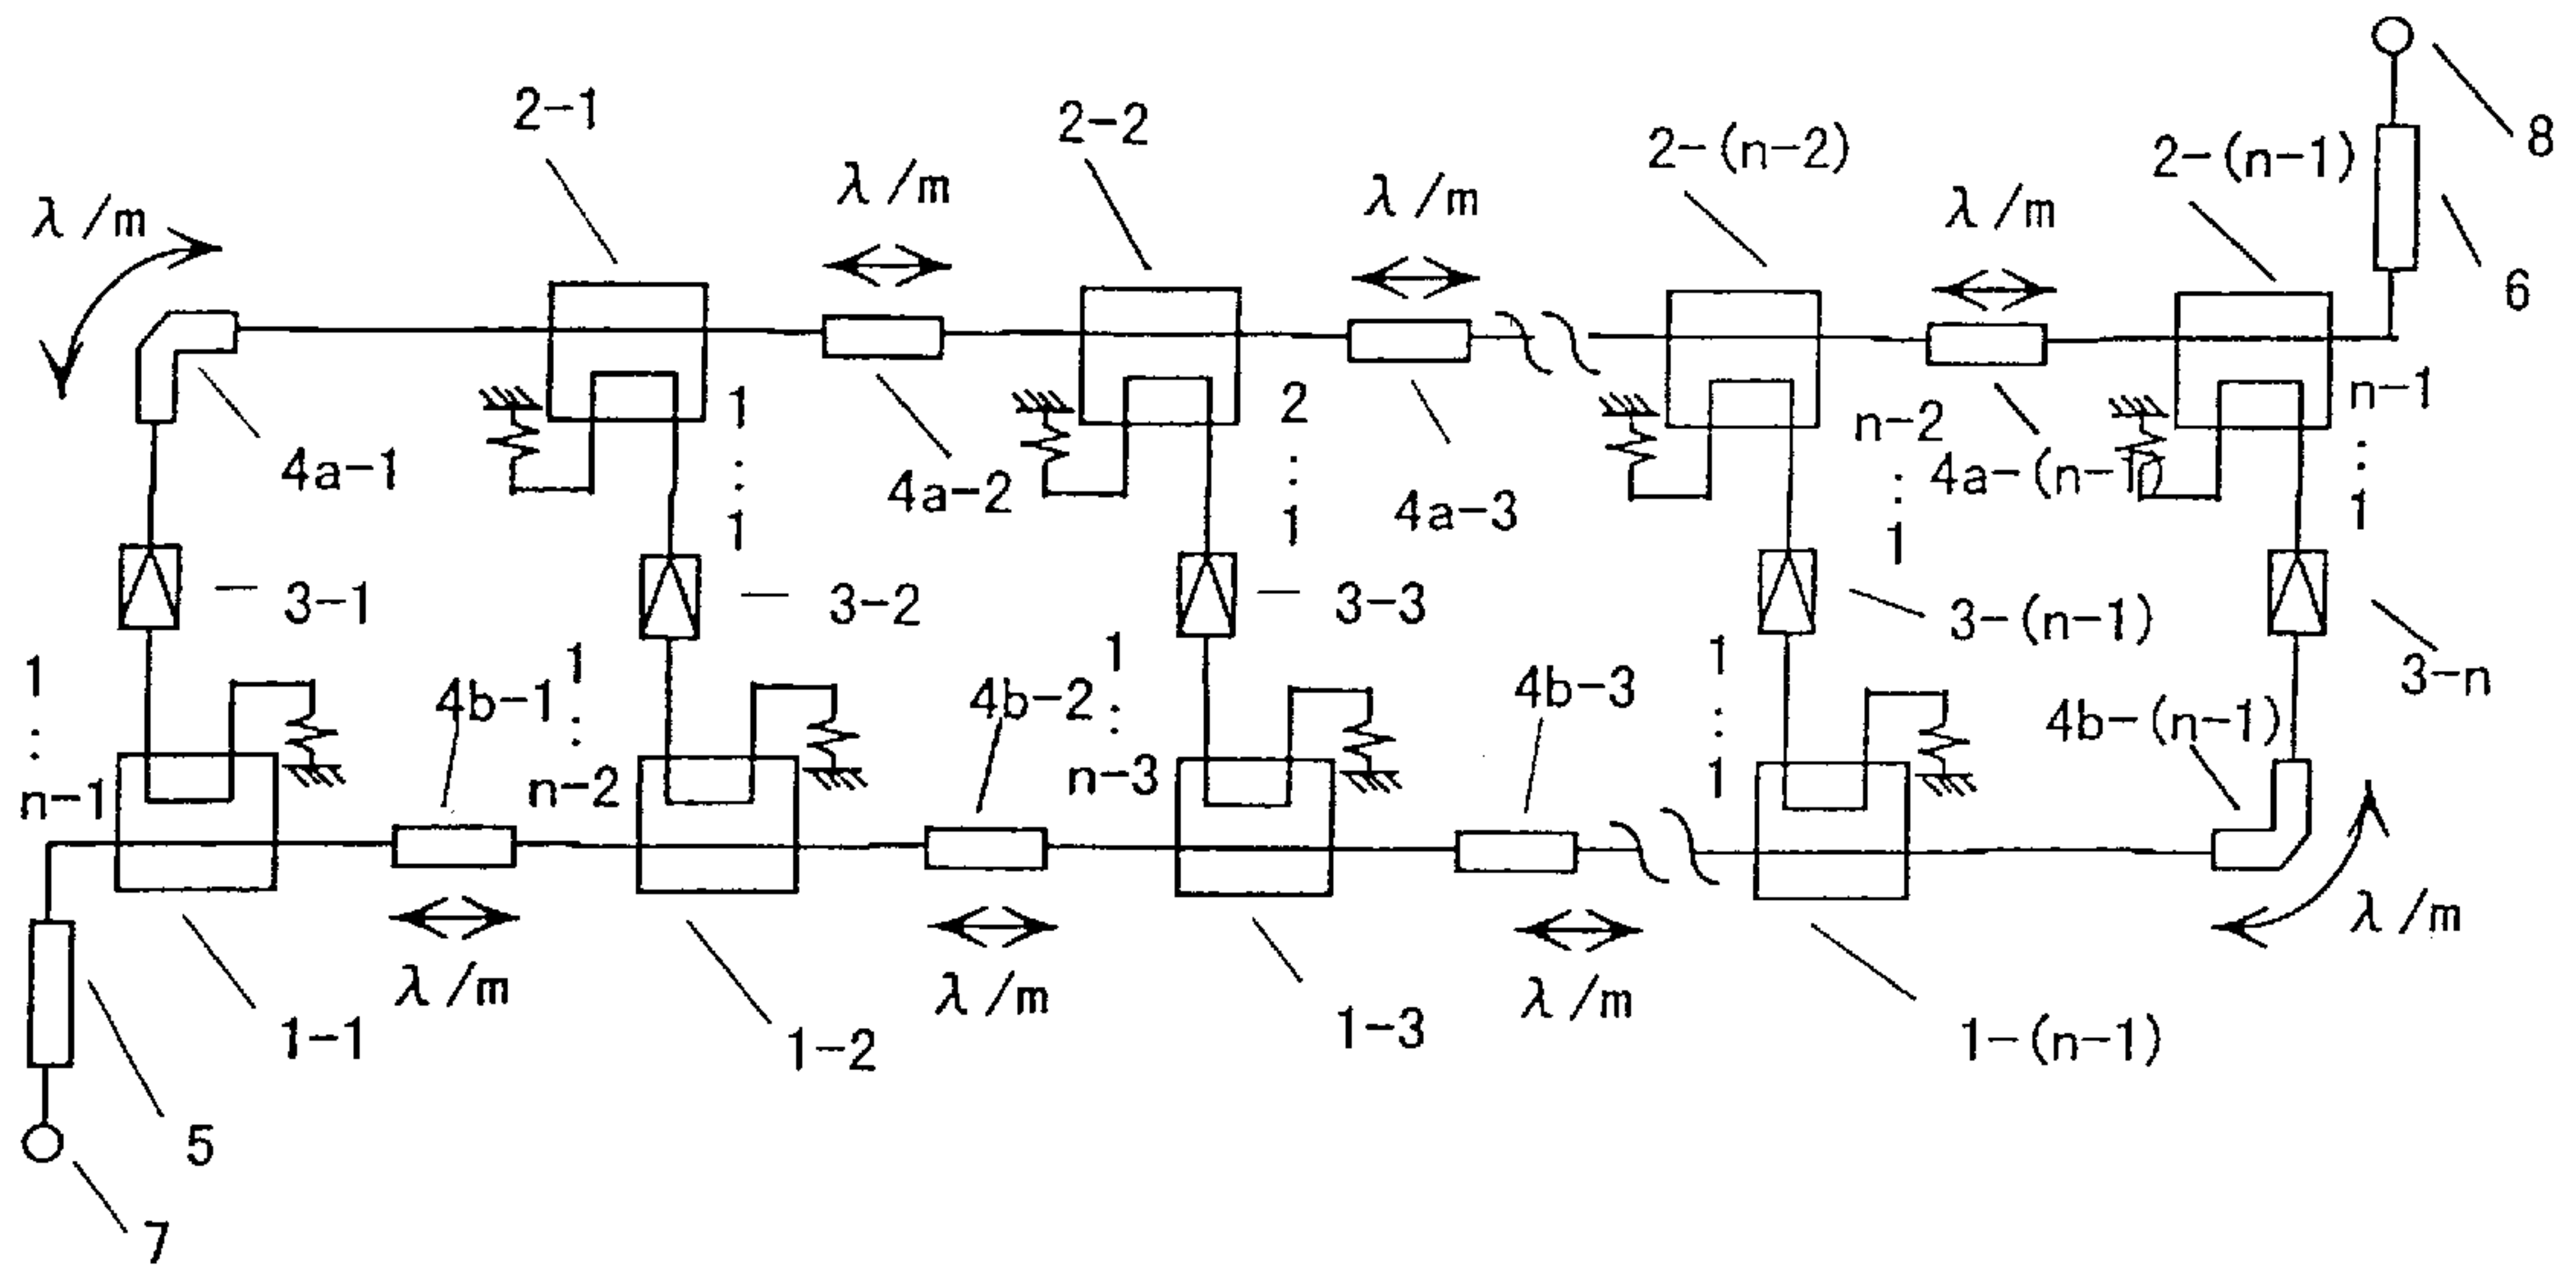 8
2-1
2-2
2-(n-2)
2-(n-1)
λ/m
λ/m
λ/m
λ/m
6
1
:
1
2
:
1
n-2
:
1
n-1
:
1
4a-1
4a-2
4a-3
4a-(n-1)
3-1
3-2
3-3
3-(n-1)
3-n
1
:
n-1
4b-1
1
:
n-2
4b-2
1
:
n-3
4b-3
1
:
1
4b-(n-1)
λ/m
λ/m
λ/m
λ/m
5
1-1
1-2
1-3
1-(n-1)
7